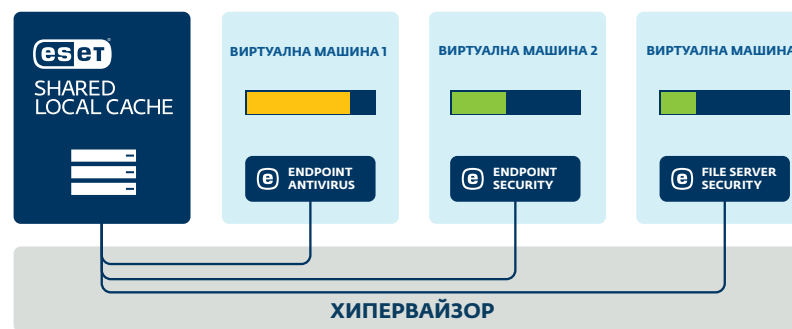 eset
SHARED
LOCAL CACHE
ВИРТУАЛНА МАШИНА 1
ENDPOINT
ANTIVIRUS
ВИРТУАЛНА МАШИНА 2
ENDPOINT
SECURITY
ВИРТУАЛНА МАШИНА
FILE SERVER
SECURITY
ХИПЕРВАЙЗОР